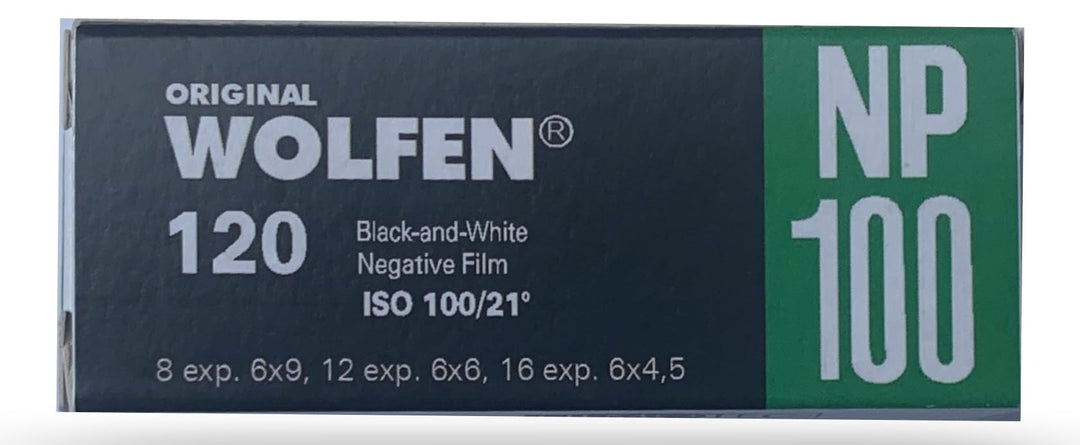 ORIGINAL
WOLFEN®
120
Black-and-White
Negative Film
ISO 100/21°
8 exp. 6x9, 12 exp. 6x6, 16 exp. 6x4,5
NP
100